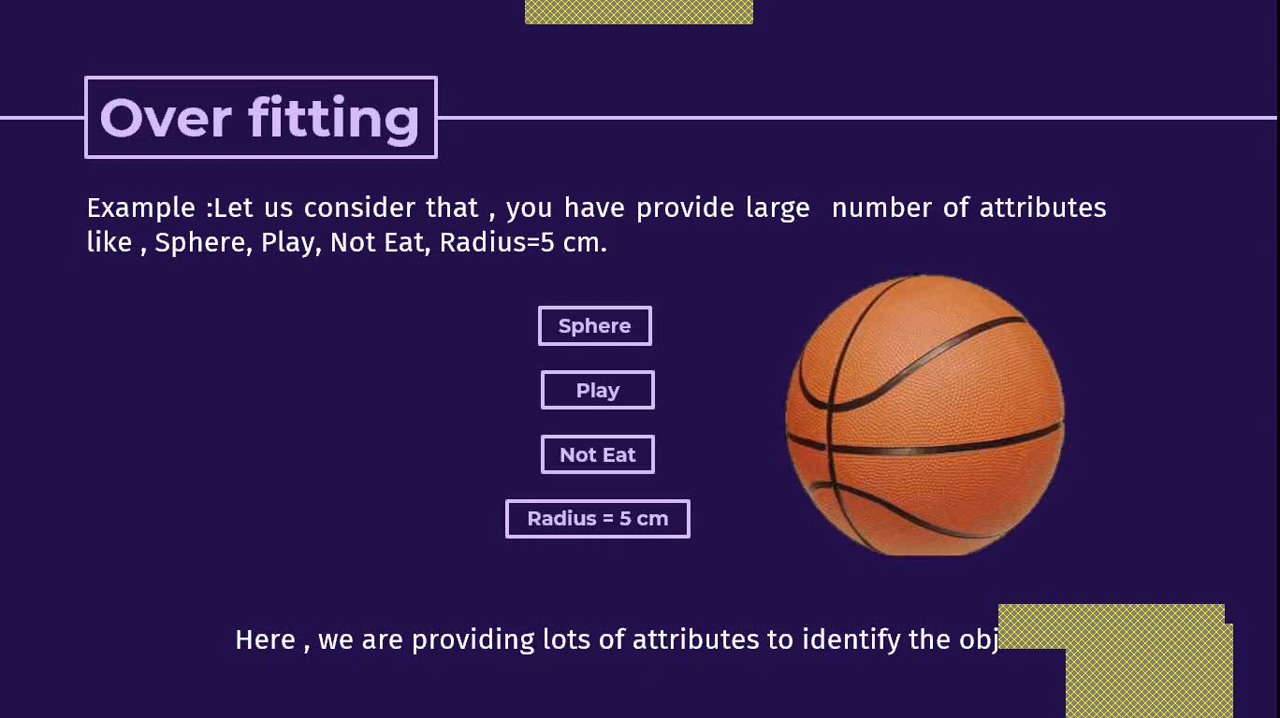 Over fitting
Example :Let us consider that , you have provide large number of attributes
like , Sphere, Play, Not Eat, Radius=5 cm.
Sphere
Play
Not Eat
Radius = 5 cm
Here , we are providing lots of attributes to identify the